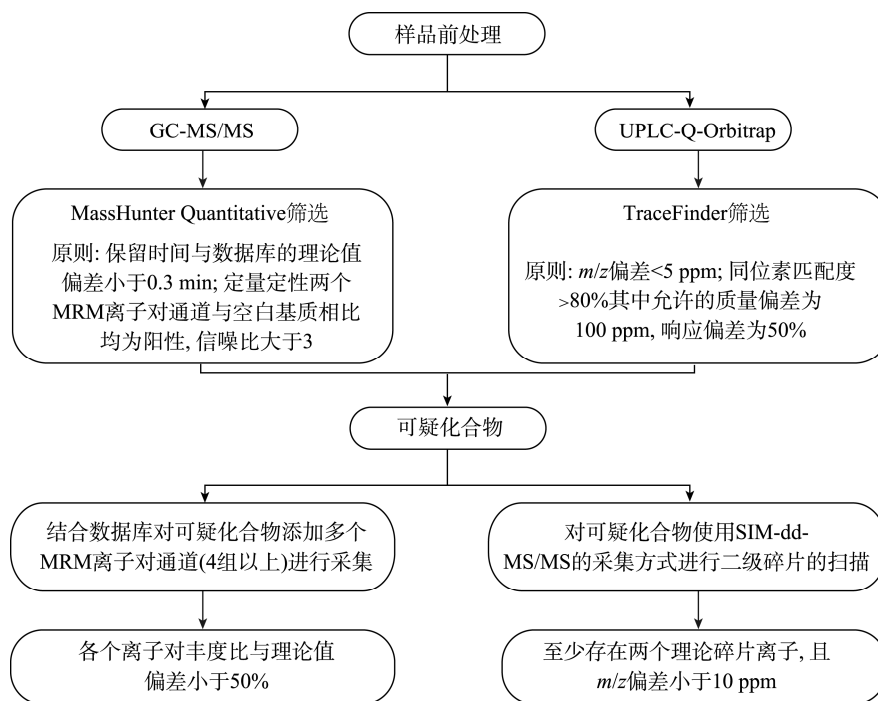 样品前处理
GC-MS/MS
UPLC-Q-Orbitrap
MassHunter Quantitative筛选
原则: 保留时间与数据库的理论值
偏差小于0.3 min; 定量定性两个
MRM离子对通道与空白基质相比
均为阳性, 信噪比大于3
TraceFinder筛选
原则: m/z偏差<5 ppm; 同位素匹配度
>80%其中允许的质量偏差为
100 ppm, 响应偏差为50%
可疑化合物
结合数据库对可疑化合物添加多个
MRM离子对通道(4组以上)进行采集
对可疑化合物使用SIM-dd-
MS/MS的采集方式进行二级碎片的扫描
各个离子对丰度比与理论值
偏差小于50%
至少存在两个理论碎片离子, 且
m/z偏差小于10 ppm